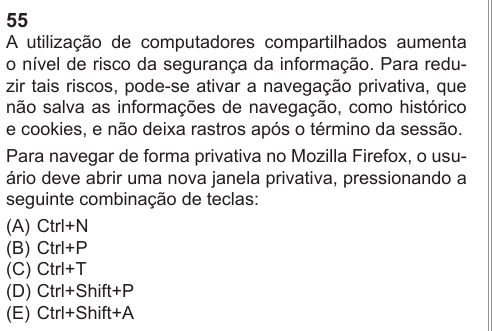 55
A utilização de computadores compartilhados aumenta
o nível de risco da segurança da informação. Para redu-
zir tais riscos, pode-se ativar a navegação privativa, que
não salva as informações de navegação, como histórico
e cookies, e não deixa rastros após o término da sessão.
Para navegar de forma privativa no Mozilla Firefox, o usu-
ário deve abrir uma nova janela privativa, pressionando a
seguinte combinação de teclas:
(A) Ctrl+N
(B) Ctrl+P
(C) Ctrl+T
(D) Ctrl+Shift+P
(E) Ctrl+Shift+A